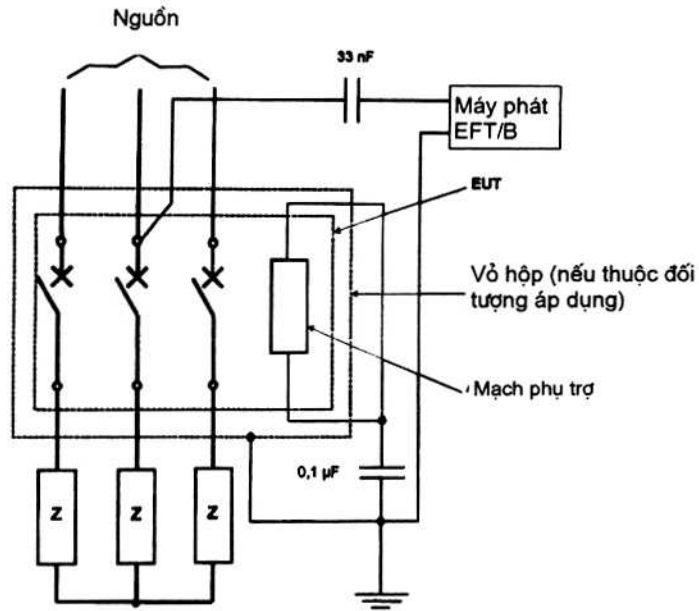 Nguồn
33 nF
Máy phát
EFT/B
EUT
Vỏ hộp (nếu thuộc đối
tượng áp dụng)
Mạch phụ trợ
0,1 µF
Z
Z
Z